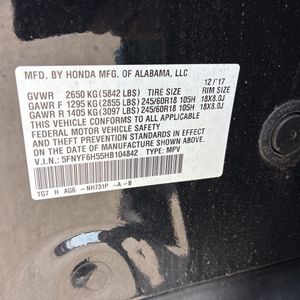 MFD. BY HONDA MFG. OF ALABAMA, LLC
12/'17
GVWR 2650 KG (5842 LBS) TIRE SIZE RIM SIZE
GAWR F 1295 KG (2855 LBS) 245/60R18 105H 18X8.0J
GAWR R 1405 KG (3097 LBS) 245/60R18 105H 18X8.0J
THIS VEHICLE CONFORMS TO ALL APPLICABLE
FEDERAL MOTOR VEHICLE SAFETY, BUMPER,
AND THEFT PREVENTION STANDARDS IN EFFECT ON
THE DATE OF MANUFACTURE SHOWN ABOVE.
V.I.N.: 5FNYF6H55HB104842 TYPE: MPV
TG7 H AG6 -NH731P -A -B